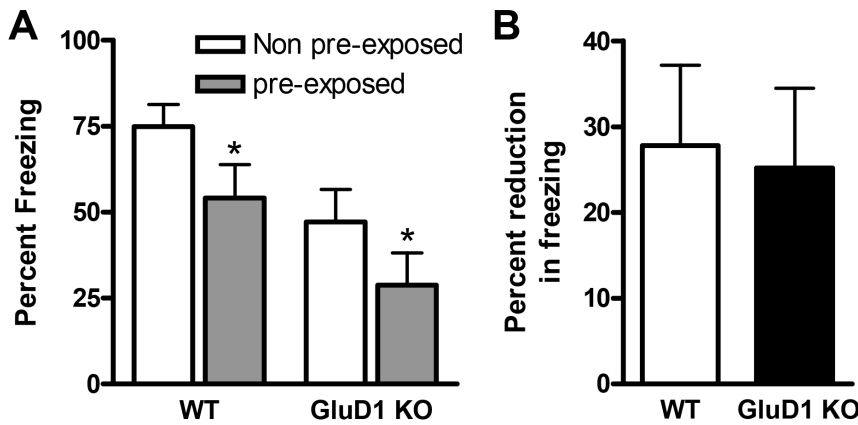 A
B
100
75
50
25
0
Percent Freezing
Non pre-exposed
pre-exposed
*
*
WT
GluD1 KO
40
30
20
10
0
Percent reduction
in freezing
WT
GluD1 KO